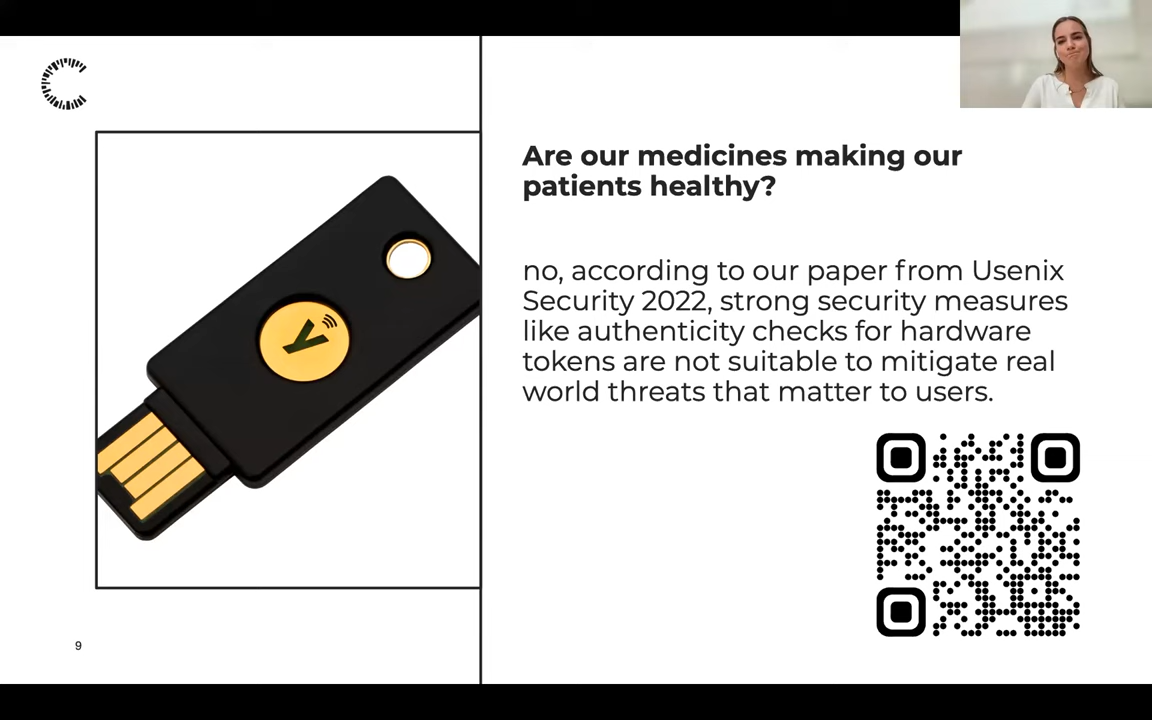 Are our medicines making our
patients healthy?
no, according to our paper from Usenix
Security 2022, strong security measures
like authenticity checks for hardware
tokens are not suitable to mitigate real
world threats that matter to users.
9